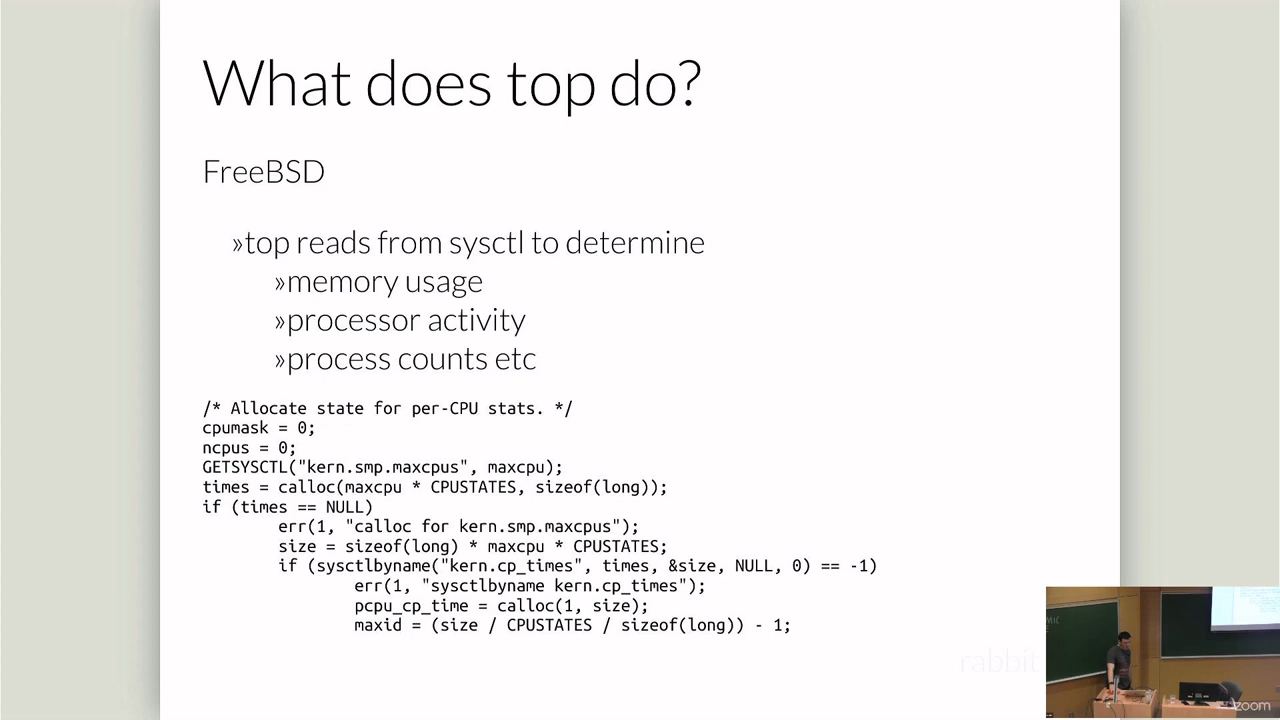 What does top do?
FreeBSD
»top reads from sysctl to determine
»memory usage
»processor activity
»process counts etc
/* Allocate state for per-CPU stats. */
cpumask = 0;
ncpus = 0;
GETSYSCTL("kern.smp.maxcpus", maxcpu);
times = calloc(maxcpu * CPUSTATES, sizeof(long));
if (times == NULL)
        err(1, "calloc for kern.smp.maxcpus");
        size = sizeof(long) * maxcpu * CPUSTATES;
        if (sysctlbyname("kern.cp_times", times, &size, NULL, 0) == -1)
                err(1, "sysctlbyname kern.cp_times");
                pcpu_cp_time = calloc(1, size);
                maxid = (size / CPUSTATES / sizeof(long)) - 1;
rabbit
zoom